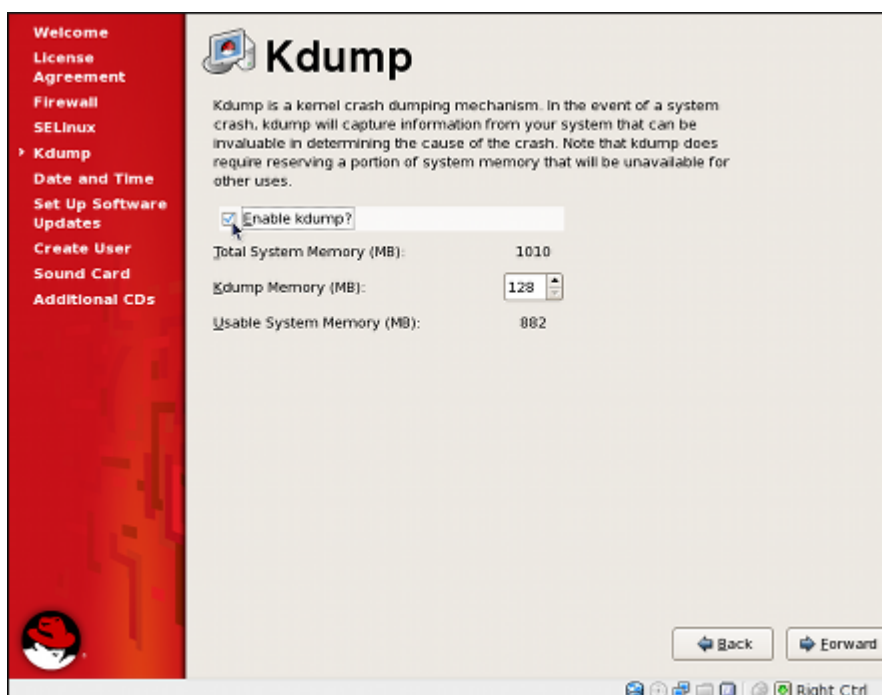 Welcome
License
Agreement
Firewall
SELinux
Kdump
Date and Time
Set Up Software
Updates
Create User
Sound Card
Additional CDs
Kdump
Kdump is a kernel crash dumping mechanism. In the event of a system
crash, kdump will capture information from your system that can be
invaluable in determining the cause of the crash. Note that kdump does
require reserving a portion of system memory that will be unavailable for
other uses.
Enable kdump?
Total System Memory (MB): 1010
Kdump Memory (MB): 128
Usable System Memory (MB): 882
Back Forward
Right Ctrl